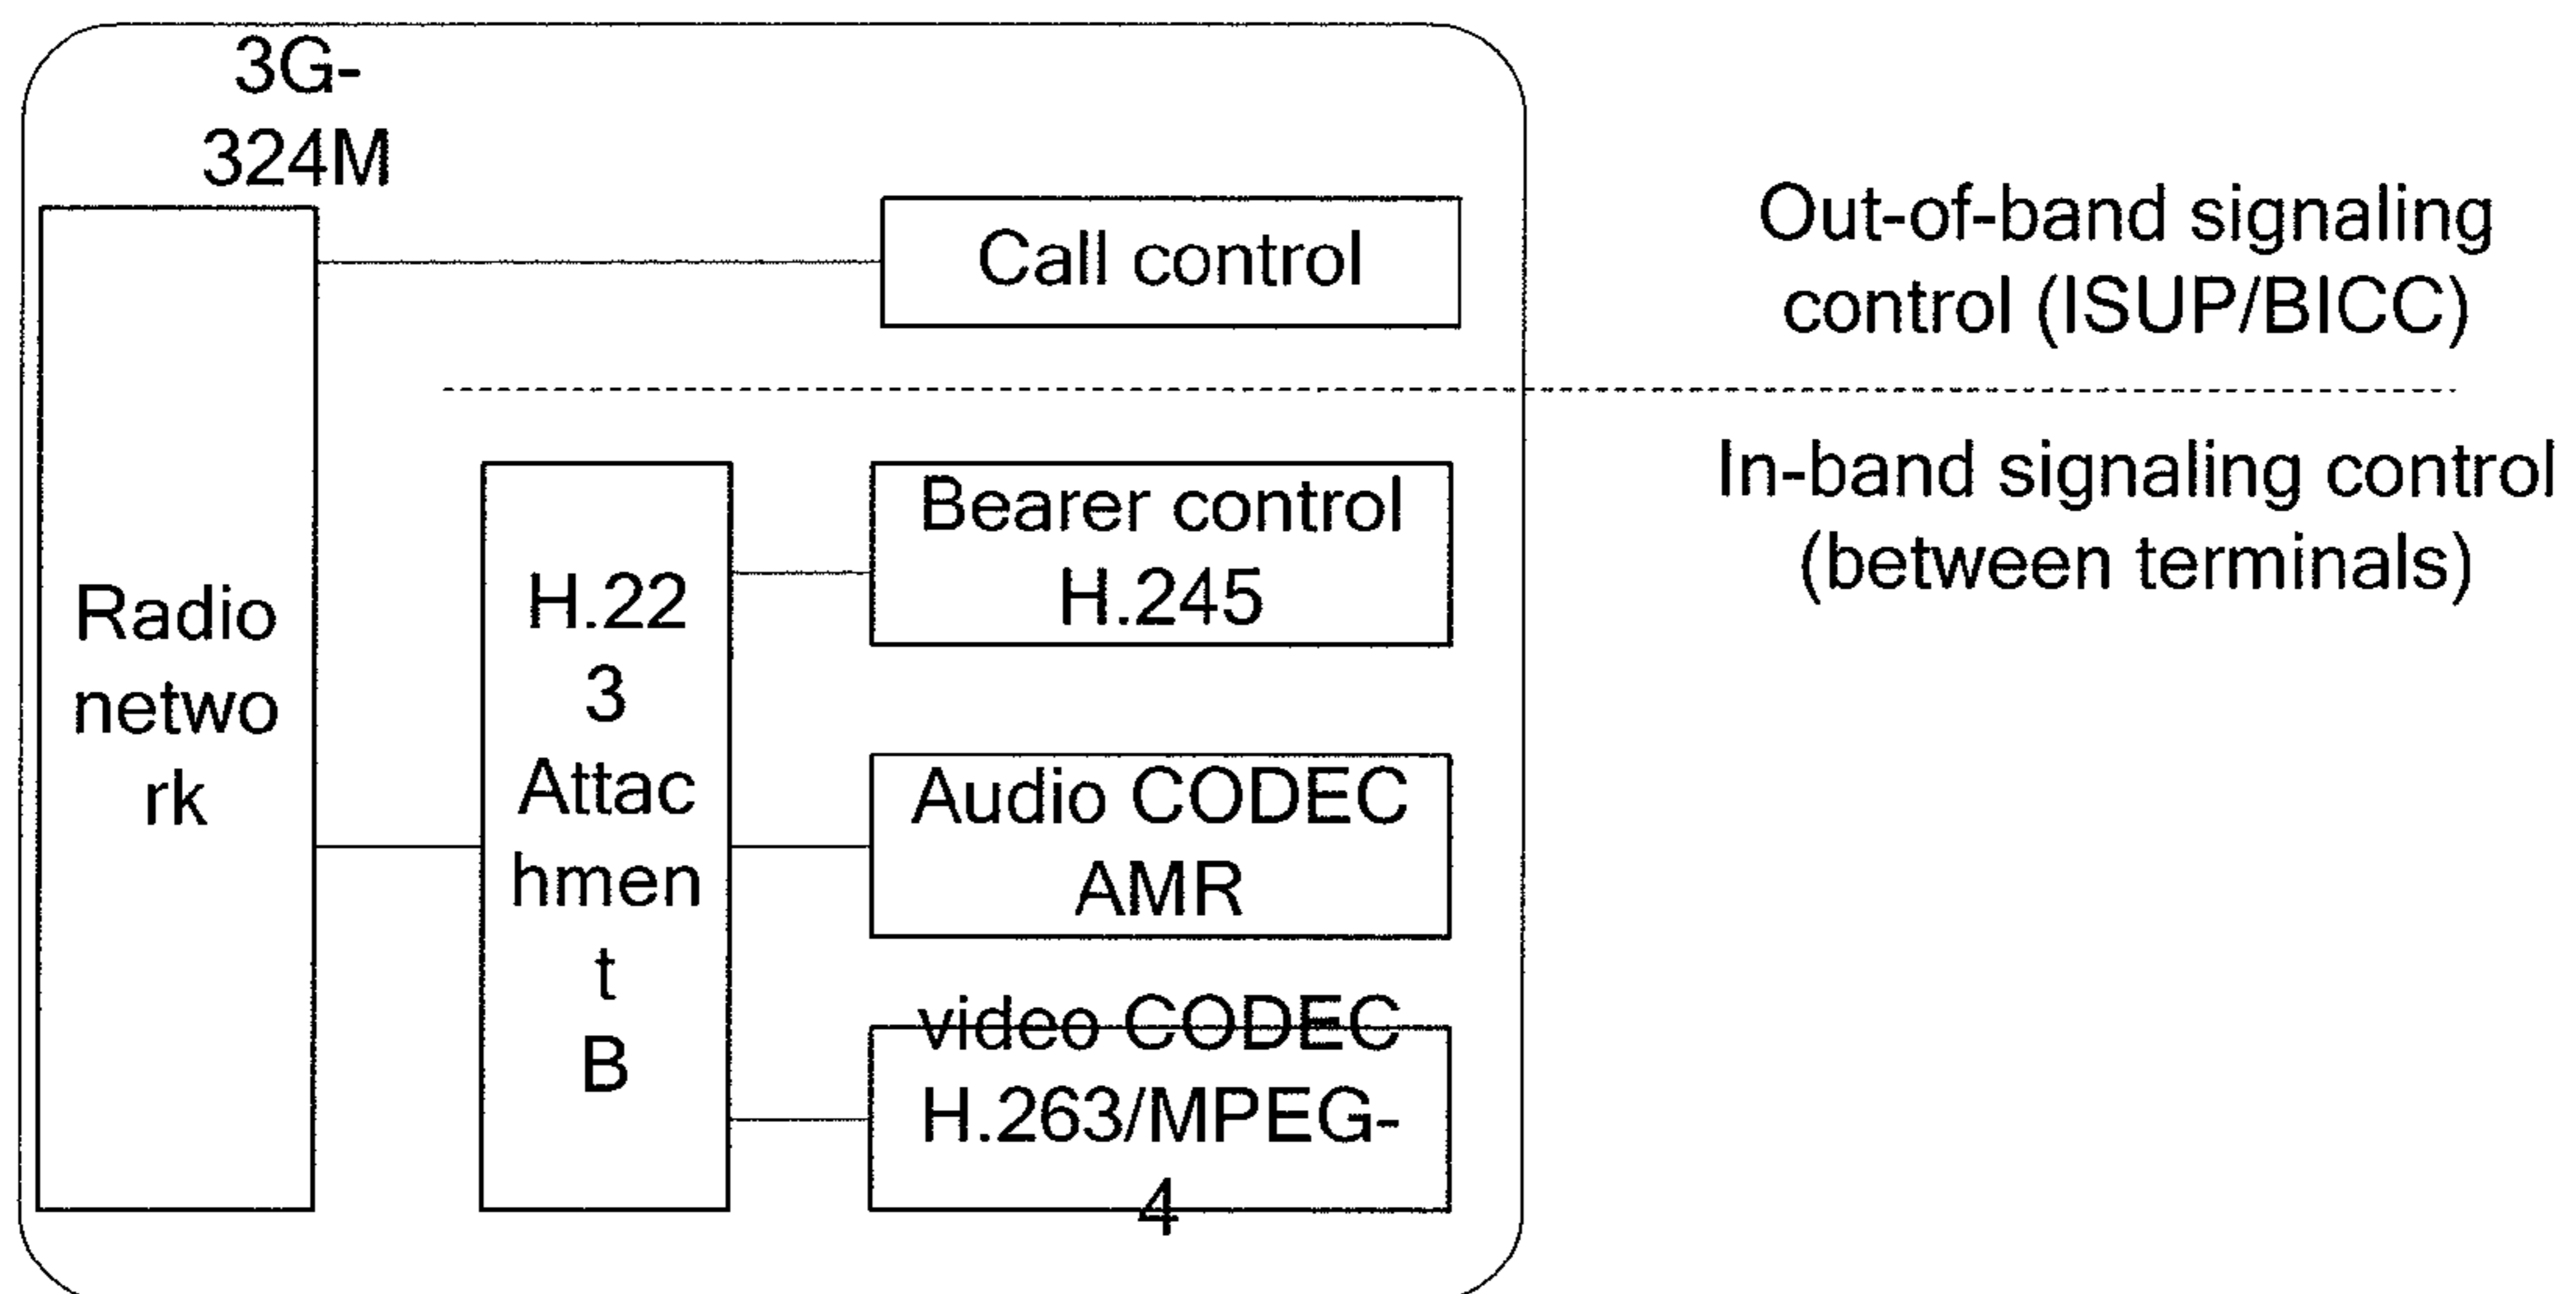 3G-
324M
Call control
Out-of-band signaling
control (ISUP/BICC)
In-band signaling control
(between terminals)
Radio
netwo
rk
H.22
3
Attac
hmen
t
B
Bearer control
H.245
Audio CODEC
AMR
video CODEC
H.263/MPEG-
4